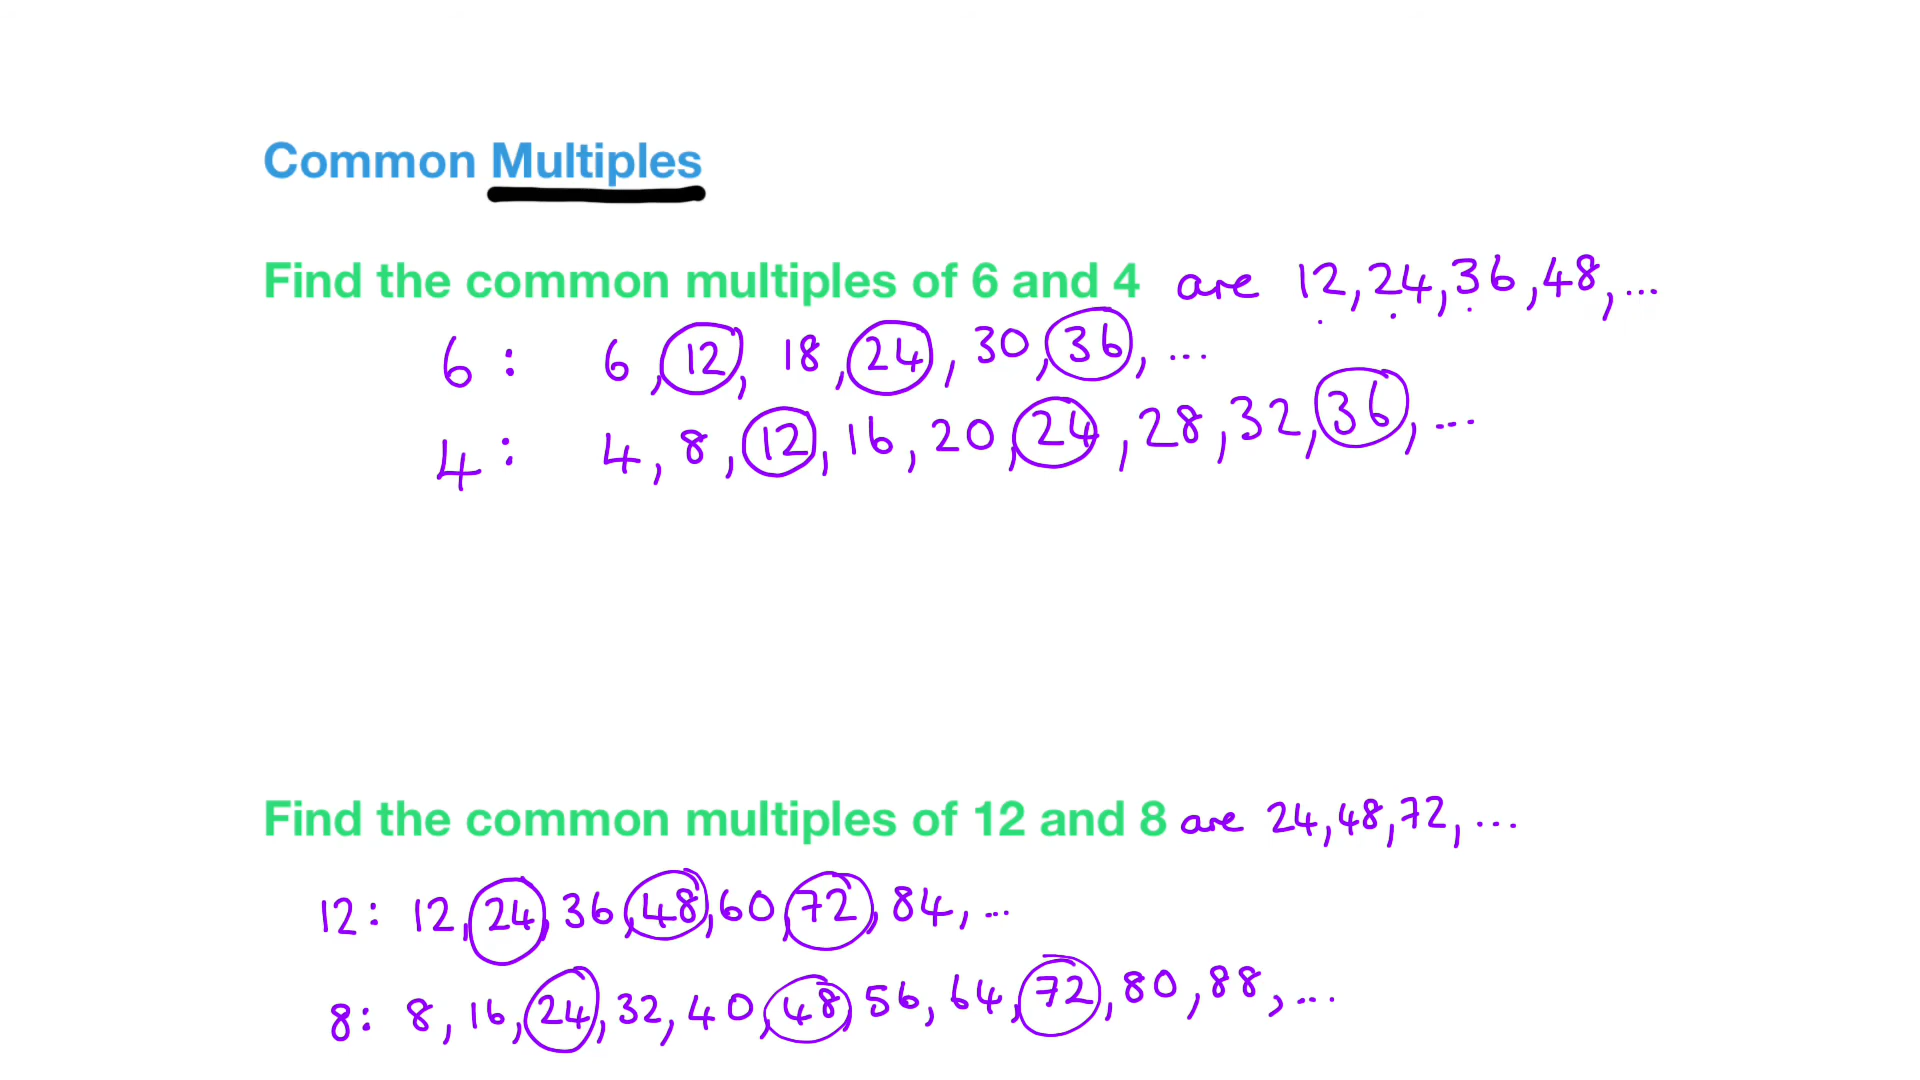 Common Multiples
Find the common multiples of 6 and 4 are 12, 24, 36, 48, ...
6 : 6, 12, 18, 24, 30, 36, ...
4 : 4, 8, 12, 16, 20, 24, 28, 32, 36, ...
Find the common multiples of 12 and 8 are 24, 48, 72, ...
12 : 12, 24, 36, 48, 60, 72, 84, ...
8 : 8, 16, 24, 32, 40, 48, 56, 64, 72, 80, 88, ...